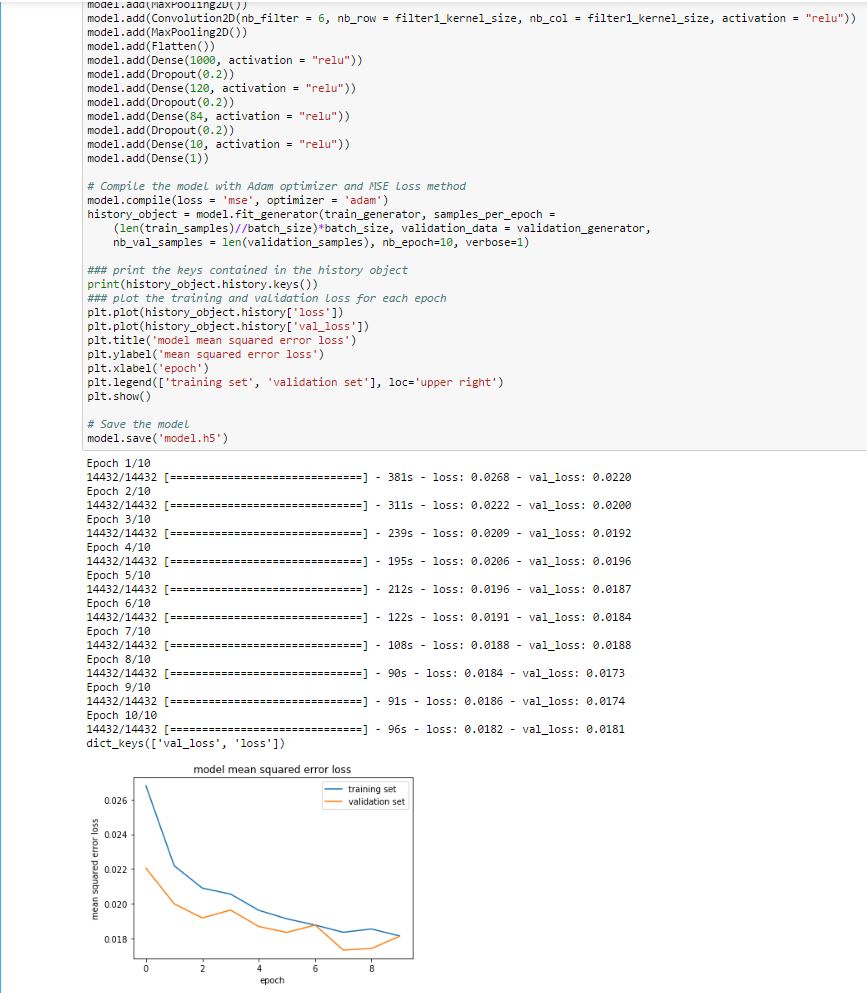 model.add(MaxPooling2D())
model.add(Convolution2D(nb_filter = 6, nb_row = filter1_kernel_size, nb_col = filter1_kernel_size, activation = "relu"))
model.add(MaxPooling2D())
model.add(Flatten())
model.add(Dense(1000, activation = "relu"))
model.add(Dropout(0.2))
model.add(Dense(120, activation = "relu"))
model.add(Dropout(0.2))
model.add(Dense(84, activation = "relu"))
model.add(Dropout(0.2))
model.add(Dense(10, activation = "relu"))
model.add(Dense(1))
# Compile the model with Adam optimizer and MSE loss method
model.compile(loss = 'mse', optimizer = 'adam')
history_object = model.fit_generator(train_generator, samples_per_epoch =
(len(train_samples)//batch_size)*batch_size, validation_data = validation_generator,
nb_val_samples = len(validation_samples), nb_epoch=10, verbose=1)
### print the keys contained in the history object
print(history_object.history.keys())
### plot the training and validation loss for each epoch
plt.plot(history_object.history['loss'])
plt.plot(history_object.history['val_loss'])
plt.title('model mean squared error loss')
plt.ylabel('mean squared error loss')
plt.xlabel('epoch')
plt.legend(['training set', 'validation set'], loc='upper right')
plt.show()
# Save the model
model.save('model.h5')
Epoch 1/10
14432/14432 [==============================] - 381s - loss: 0.0268 - val_loss: 0.0220
Epoch 2/10
14432/14432 [==============================] - 311s - loss: 0.0222 - val_loss: 0.0200
Epoch 3/10
14432/14432 [==============================] - 239s - loss: 0.0209 - val_loss: 0.0192
Epoch 4/10
14432/14432 [==============================] - 195s - loss: 0.0206 - val_loss: 0.0196
Epoch 5/10
14432/14432 [==============================] - 212s - loss: 0.0196 - val_loss: 0.0187
Epoch 6/10
14432/14432 [==============================] - 122s - loss: 0.0191 - val_loss: 0.0184
Epoch 7/10
14432/14432 [==============================] - 108s - loss: 0.0188 - val_loss: 0.0188
Epoch 8/10
14432/14432 [==============================] - 90s - loss: 0.0184 - val_loss: 0.0173
Epoch 9/10
14432/14432 [==============================] - 91s - loss: 0.0186 - val_loss: 0.0174
Epoch 10/10
14432/14432 [==============================] - 96s - loss: 0.0182 - val_loss: 0.0181
dict_keys(['val_loss', 'loss'])
model mean squared error loss
training set
validation set
mean squared error loss
0.026
0.024
0.022
0.020
0.018
0 2 4 6 8
epoch